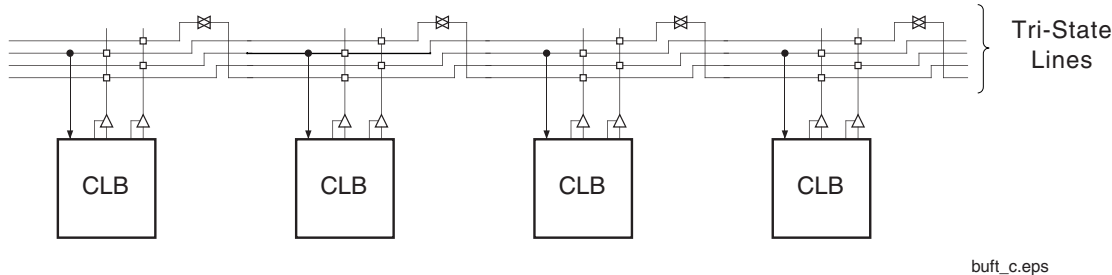 Tri-State
Lines
CLB
CLB
CLB
CLB
buft_c.eps